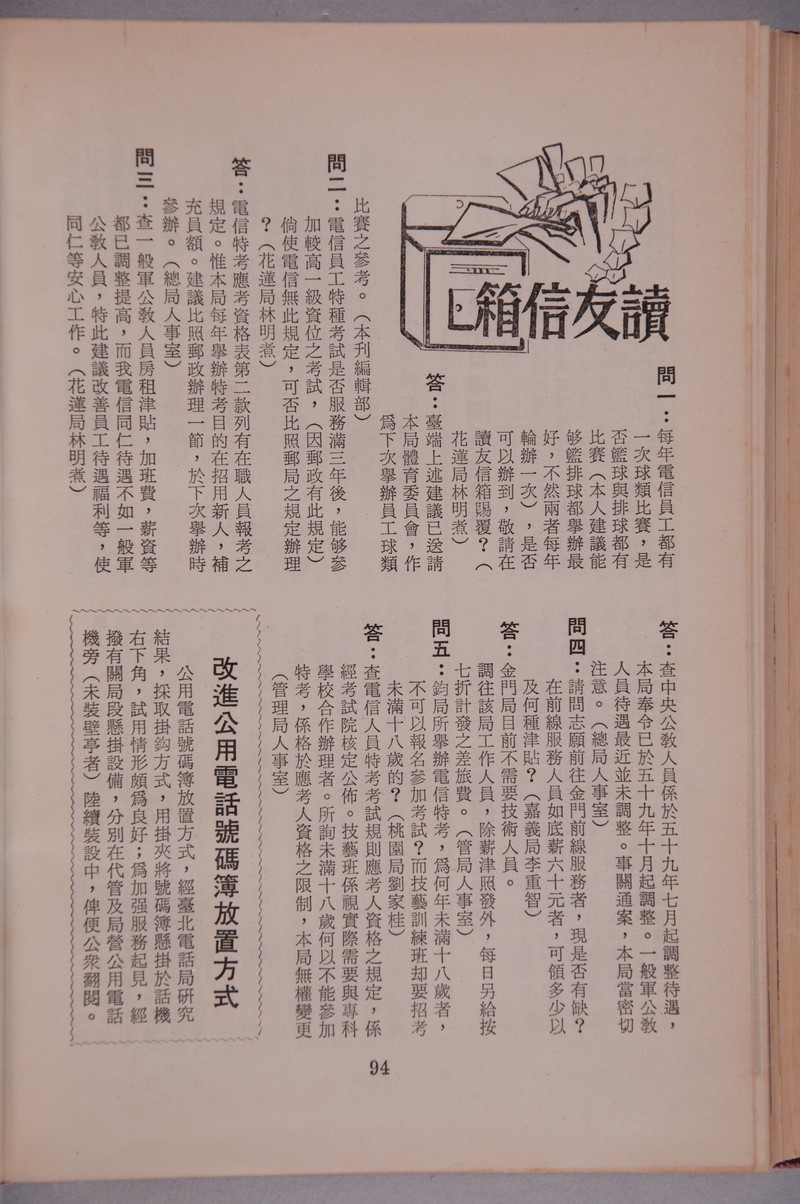 讀友信箱
問一：每年電信員工都有
一次球類比賽，是
否籃球與排球都有
比賽（本人建議能
够籃排球都舉辦最
好，不然兩者每年
輪辦一次），是否
可以辦到，敬請在
讀友信箱賜覆？（
花蓮局林明煮）
答：臺端上述建議已送請
本局體育委員會，作
爲下次舉辦員工球類
比賽之參考。（本刊編輯部）
問二：電信員工特種考試是否服務滿三年後，能够參
加較高一級資位之考試，（因郵政有此規定）
倘使電信無此規定，可否比照郵局之規定辦理
？（花蓮局林明煮）
答：電信特考應考資格表第二款列有在職人員報考之
規定。惟本局每年舉辦特考目的在招用新人，補
充員額。建議比照郵政辦理一節，於下次舉辦時
參辦。（總局人事室）
問三：查一般軍公敎人員房租津貼，加班費，薪資等
都已調整提高，而我電信同仁待遇不如一般軍
公敎人員，特此建議改善員工待遇福利等，使
同仁等安心工作。（花蓮局林明煮）
答：查中央公敎人員係於五十九年七月起調整待遇，
本局奉令已於五十九年十月起調整。一般軍公敎
人員待遇最近並未調整。事關通案，本局當密切
注意。（總局人事室）
問四：請問志願前往金門前線服務者，現是否有缺？
在前線服務人員如底薪六十元者，可領多少以
及何種津貼？（嘉義局李重智）
答：金門局目前不需要技術人員。
調往該局工作人員，除薪津照發外，每日另給按
七折計發之差旅費。（管局人事室）
問五：鈞局所舉辦電信特考，爲何年未滿十八歲者，
不可以報名參加考試？而技藝訓練班却要招考
未滿十八歲的？（桃園局劉家桂）
答：查電信人員特考考試規則應考人資格之規定，係
經考試院核定公佈。技藝班係視實際需要與專科
學校合作辦理者。所詢未滿十八歲何以不能參加
特考，係格於應考人資格之限制，本局無權變更
（管理局人事室）
改進公用電話號碼簿放置方式
公用電話號碼簿放置方式，經臺北電話局研究
結果，採取掛鈎方式，用掛夾將號碼簿懸掛於話機
右下角，試用情形頗爲良好；爲加强服務起見，經
撥有關局段懸掛設備，分別在代管及局營公用電話
機旁（未裝壁亭者）陸續裝設中，俾便公衆翻閱。
94